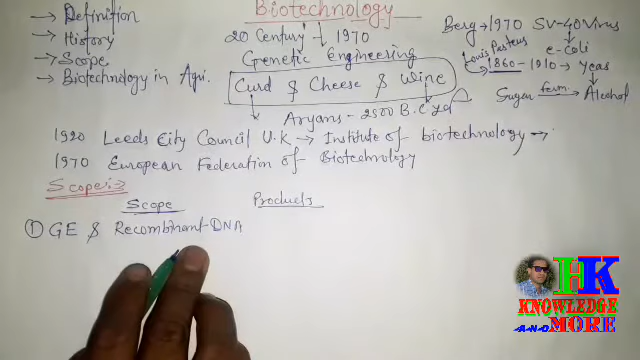 Biotechnology
→ Definition
→ History
→ Scope
→ Biotechnology in Agri.
20 Century → 1970
Genetic Engineering
Curd & Cheese & Wine
Aryans - 2500 B.C
Berg → 1970 SV-40 Virus
e-Coli
Louis Pasteur
1860 - 1910 → Yeas
Sugar ferm. → Alcohol
1920 Leeds City Council U.K → Institute of biotechnology →
1970 European Federation of Biotechnology
Scope:→
Scope Products
① GE & Recombinant-DNA
HK
KNOWLEDGE
AND MORE